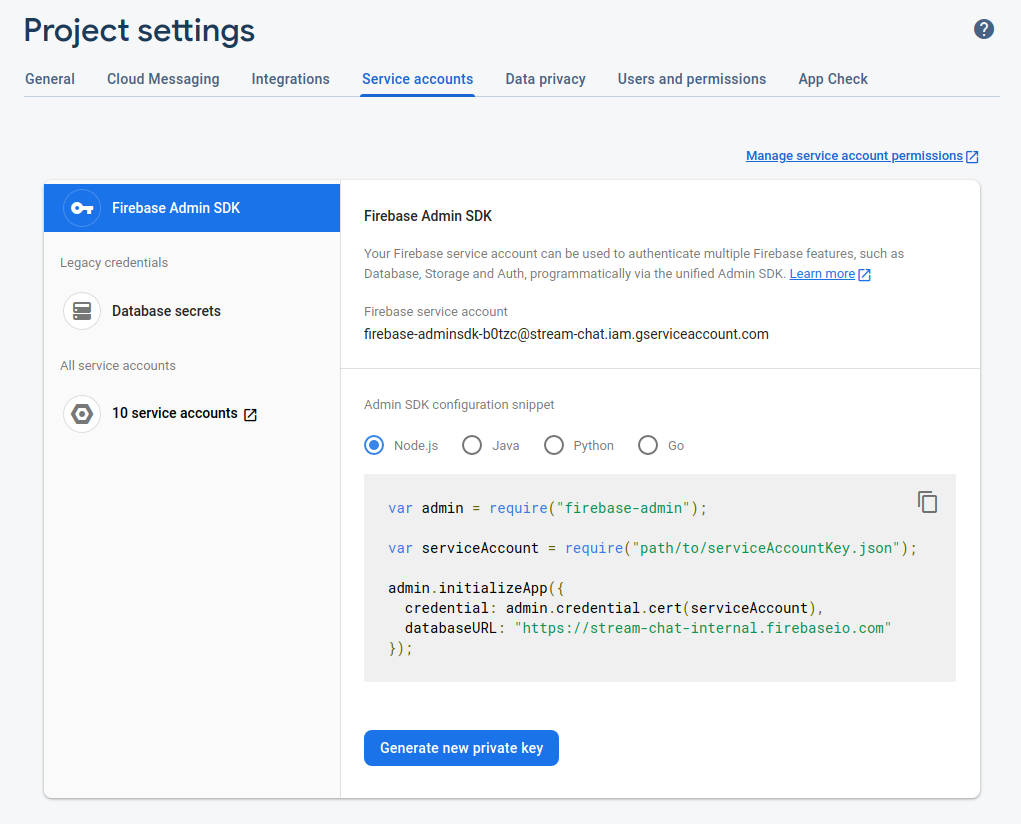 Project settings
?
General Cloud Messaging Integrations Service accounts Data privacy Users and permissions App Check
Manage service account permissions
Firebase Admin SDK
Legacy credentials
Database secrets
All service accounts
10 service accounts
Firebase Admin SDK
Your Firebase service account can be used to authenticate multiple Firebase features, such as
Database, Storage and Auth, programmatically via the unified Admin SDK. Learn more
Firebase service account
firebase-adminsdk-b0tzc@stream-chat.iam.gserviceaccount.com
Admin SDK configuration snippet
Node.js Java Python Go
var admin = require("firebase-admin");
var serviceAccount = require("path/to/serviceAccountKey.json");
admin.initializeApp({
  credential: admin.credential.cert(serviceAccount),
  databaseURL: "https://stream-chat-internal.firebaseio.com"
});
Generate new private key